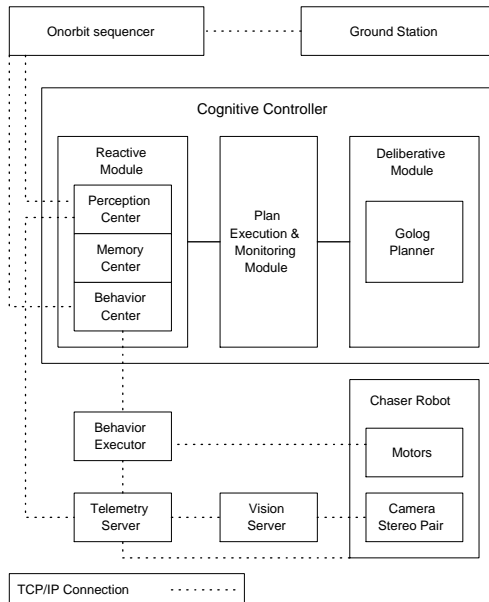 Onorbit sequencer
Ground Station
Cognitive Controller
Reactive
Module
Perception
Center
Memory
Center
Behavior
Center
Plan
Execution &
Monitoring
Module
Deliberative
Module
Golog
Planner
Behavior
Executor
Telemetry
Server
Vision
Server
Chaser Robot
Motors
Camera
Stereo Pair
TCP/IP Connection